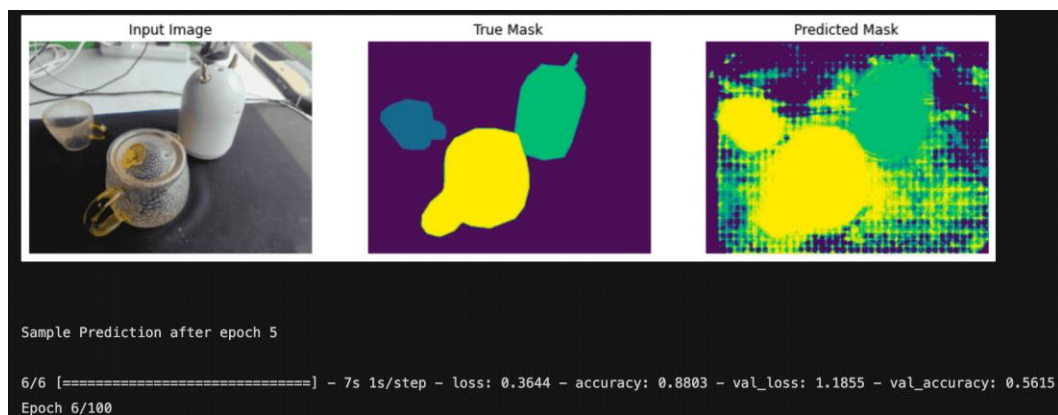 Input Image True Mask Predicted Mask
Sample Prediction after epoch 5
6/6 [==============================] - 7s 1s/step - loss: 0.3644 - accuracy: 0.8803 - val_loss: 1.1855 - val_accuracy: 0.5615
Epoch 6/100